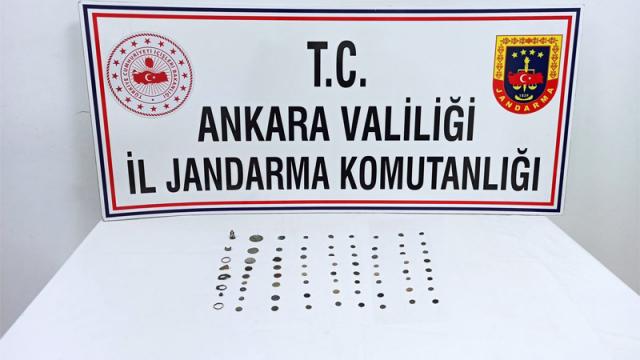 T.C.
ANKARA VALİLİĞİ
İL JANDARMA KOMUTANLIĞI
JANDARMA